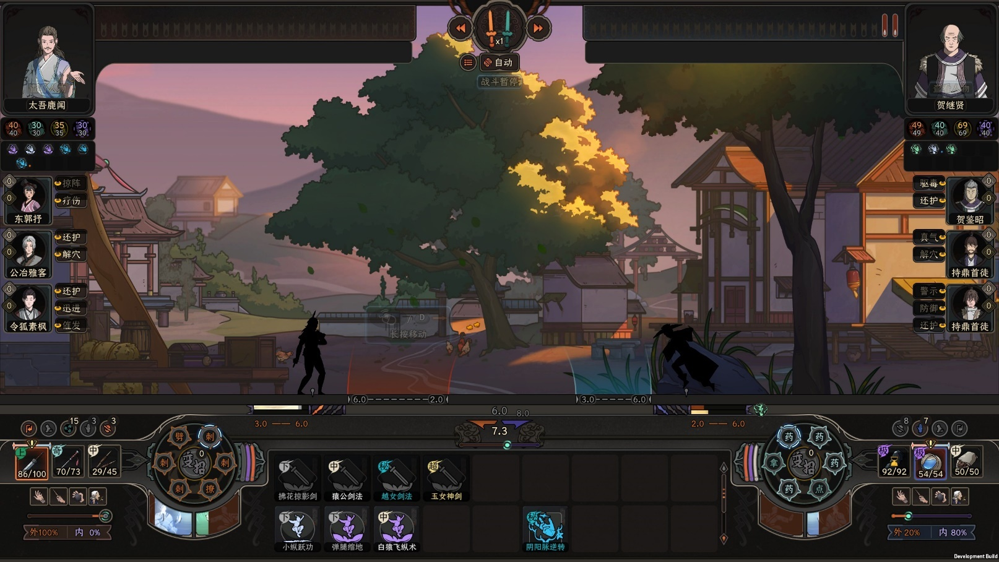 x1
自动
战斗暂停
太吾鹿闻
贺继贤
40 30 35 30
40 30 35 30
49 40 69 40
49 40 69 40
0
掠阵
0
疗伤
东郭抒
0
还护
0
解穴
公冶雅客
0
还护
0
迅进
催发
令狐素枫
驱毒
0
还护
0
贺鉴昭
真气
0
解穴
0
持鼎首徒
警示
0
防御
0
还护
持鼎首徒
D
长按移动
6.0 2.0
3.0 6.0
6.0 8.0
3.0 — 6.0
2.0 — 6.0
7.3
15 3 3
8 7
上 奇 中
86/100 70/73 29/45
劈 刺 刺 刺 刺 撩
变招
0
药 药 拿 药 药 点
变招
0
极 极 中
92/92 54/54 50/50
下 中 秘 超
拂花掠影剑 猿公剑法 越女剑法 玉女神剑
下 下 中 秘
小纵跃功 弹腿缩地 白猿飞纵术 阴阳脉逆转
外100% 内 0%
外 20% 内 80%
Development Build